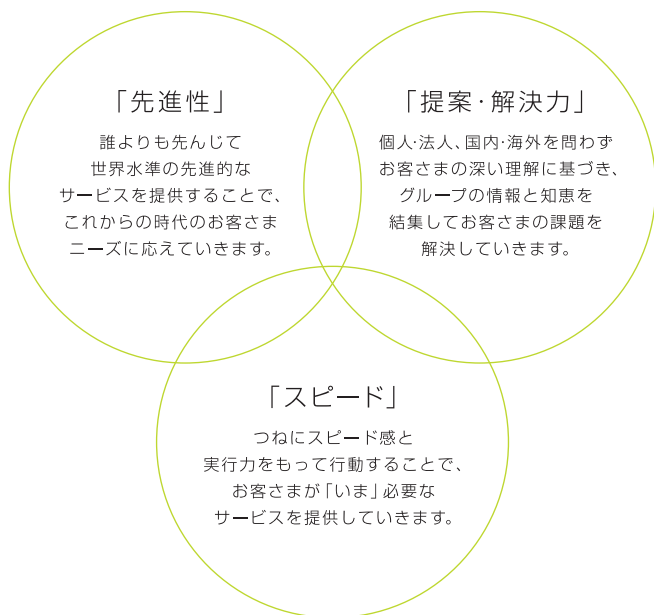 「先進性」
誰よりも先んじて
世界水準の先進的な
サービスを提供することで、
これからの時代のお客さま
ニーズに応えていきます。
「提案・解決力」
個人・法人、国内・海外を問わず
お客さまの深い理解に基づき、
グループの情報と知恵を
結集してお客さまの課題を
解決していきます。
「スピード」
つねにスピード感と
実行力をもって行動することで、
お客さまが「いま」必要な
サービスを提供していきます。